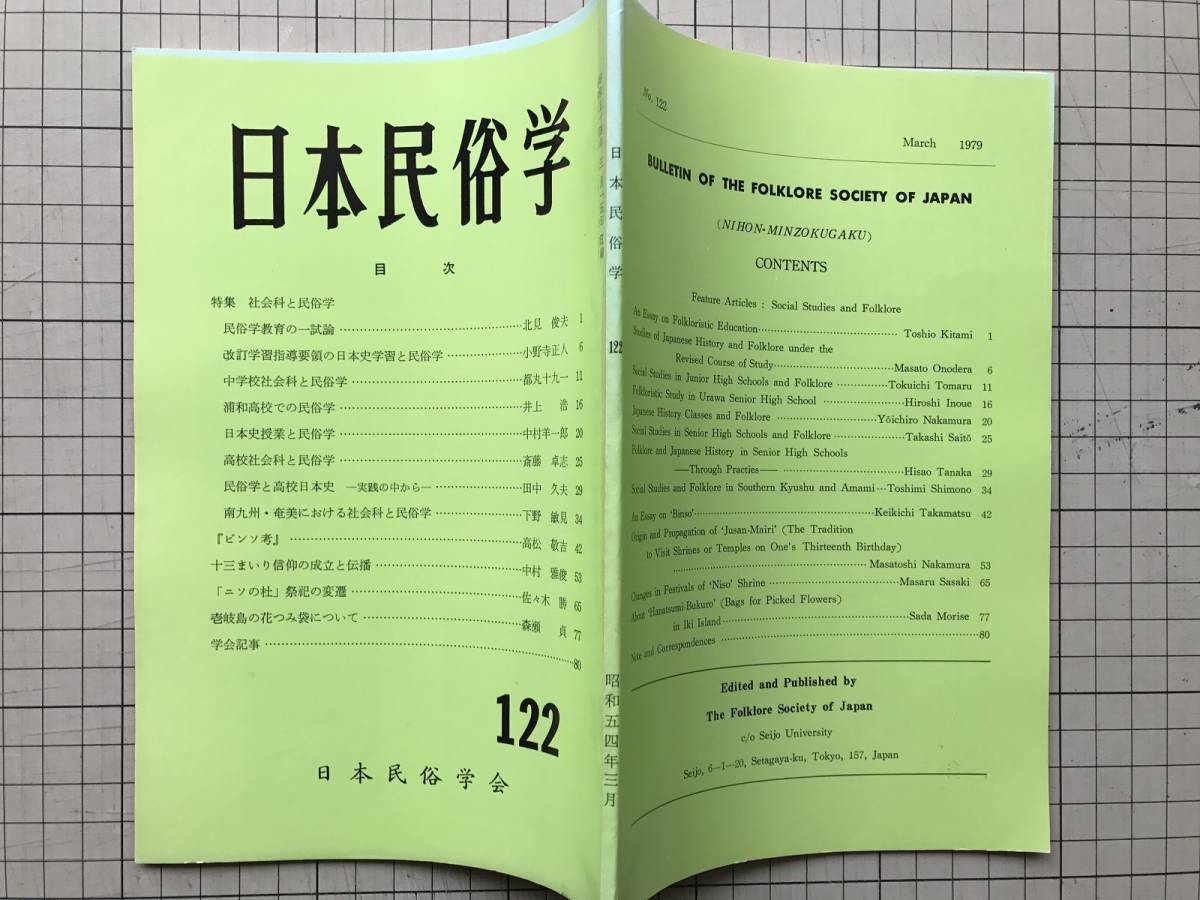 日本民俗学
目次
特集 社会科と民俗学
民俗学教育の一試論 北見 俊夫 1
改訂学習指導要領の日本史学習と民俗学 小野寺正人 6
中学校社会科と民俗学 都丸十九一 11
浦和高校での民俗学 井上 浩 16
日本史授業と民俗学 中村羊一郎 20
高校社会科と民俗学 斎藤 卓志 25
民俗学と高校日本史 ―実践の中から― 田中 久夫 29
南九州・奄美における社会科と民俗学 下野 敏見 34
『ビンソ考』 高松 敬吉 42
十三まいり信仰の成立と伝播 中村 雅俊 53
「ニソの杜」祭祀の変遷 佐々木 勝 65
壱岐島の花つみ袋について 森瀬 貞 77
学会記事 80
122
日本民俗学会
日本民俗学 122 昭和五四年三月
No. 122
March 1979
BULLETIN OF THE FOLKLORE SOCIETY OF JAPAN
(NIHON-MINZOKUGAKU)
CONTENTS
Feature Articles : Social Studies and Folklore
An Essay on Folkloristic Education Toshio Kitami 1
Studies of Japanese History and Folklore under the
Revised Course of Study Masato Onodera 6
Social Studies in Junior High Schools and Folklore Tokuichi Tomaru 11
Folkloristic Study in Urawa Senior High School Hiroshi Inoue 16
Japanese History Classes and Folklore Yōichiro Nakamura 20
Social Studies in Senior High Schools and Folklore Takashi Saitō 25
Folklore and Japanese History in Senior High Schools
—Through Practies— Hisao Tanaka 29
Social Studies and Folklore in Southern Kyushu and Amami Toshimi Shimono 34
An Essay on 'Binso' Keikichi Takamatsu 42
Origin and Propagation of 'Jusan-Mairi' (The Tradition
to Visit Shrines or Temples on One's Thirteenth Birthday)
Masatoshi Nakamura 53
Changes in Festivals of 'Niso' Shrine Masaru Sasaki 65
About 'Hanatsumi-Bukuro' (Bags for Picked Flowers)
in Iki Island Sada Morise 77
Note and Correspondences 80
Edited and Published by
The Folklore Society of Japan
c/o Seijo University
Seijo, 6—1—20, Setagaya-ku, Tokyo, 157, Japan